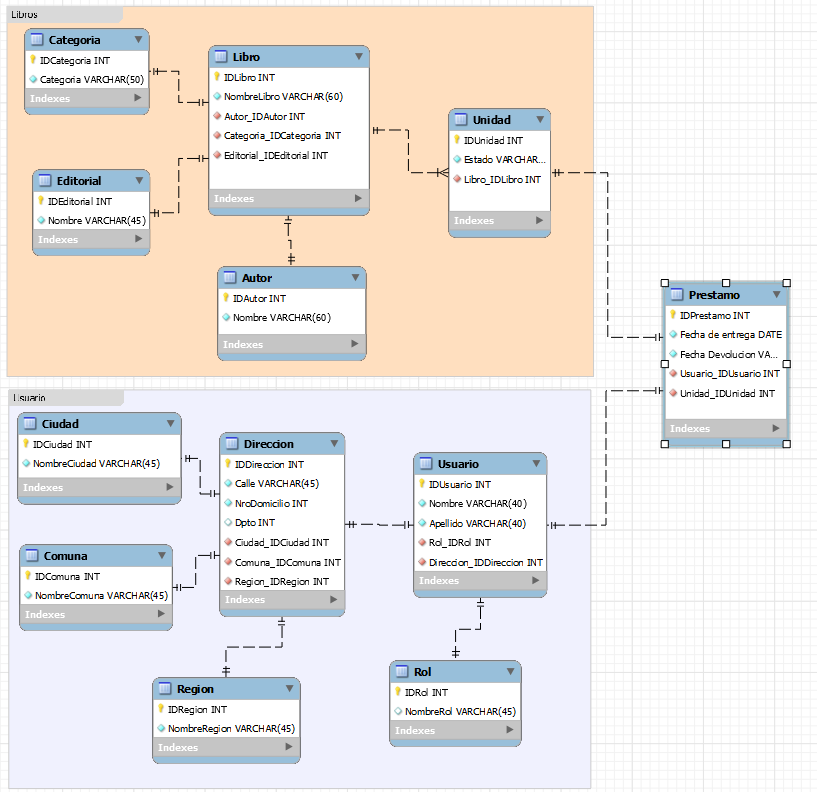 Libros
Categoria
IDCategoria INT
Categoria VARCHAR(50)
Indexes
Libro
IDLibro INT
NombreLibro VARCHAR(60)
Autor_IDAutor INT
Categoria_IDCategoria INT
Editorial_IDEditorial INT
Indexes
Unidad
IDUnidad INT
Estado VARCHAR...
Libro_IDLibro INT
Indexes
Editorial
IDEditorial INT
Nombre VARCHAR(45)
Indexes
Autor
IDAutor INT
Nombre VARCHAR(60)
Indexes
Prestamo
IDPrestamo INT
Fecha de entrega DATE
Fecha Devolucion VA...
Usuario_IDUsuario INT
Unidad_IDUnidad INT
Indexes
Usuario
Ciudad
IDCiudad INT
NombreCiudad VARCHAR(45)
Indexes
Direccion
IDDireccion INT
Calle VARCHAR(45)
NroDomicilio INT
Dpto INT
Ciudad_IDCiudad INT
Comuna_IDComuna INT
Region_IDRegion INT
Indexes
Usuario
IDUsuario INT
Nombre VARCHAR(40)
Apellido VARCHAR(40)
Rol_IDRol INT
Direccion_IDDireccion INT
Indexes
Comuna
IDComuna INT
NombreComuna VARCHAR(45)
Indexes
Region
IDRegion INT
NombreRegion VARCHAR(45)
Indexes
Rol
IDRol INT
NombreRol VARCHAR(45)
Indexes